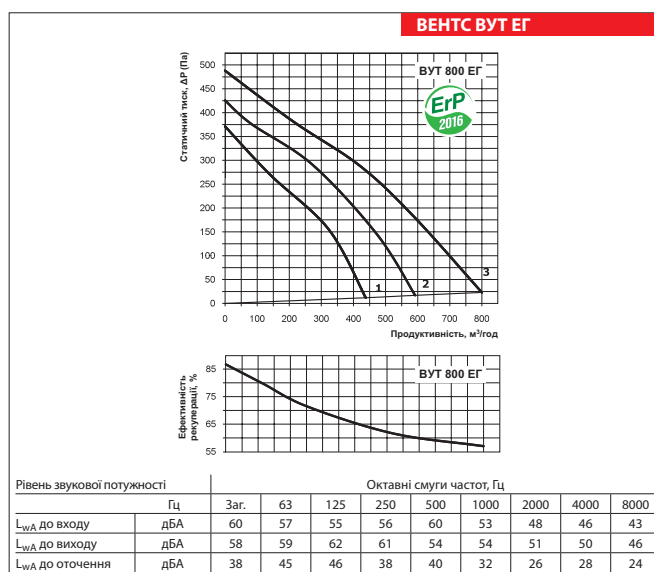 ВЕНТС ВУТ ЕГ
Статичний тиск, ΔP (Па)
500
450
400
350
300
250
200
150
100
50
0
ВУТ 800 ЕГ
ErP
2016
1
2
3
0 100 200 300 400 500 600 700 800
Продуктивність, м³/год
Ефективність
рекуперації, %
85
75
65
55
ВУТ 800 ЕГ
Рівень звукової потужності Октавні смуги частот, Гц
Гц Заг. 63 125 250 500 1000 2000 4000 8000
LwA до входу дБА 60 57 55 56 60 53 48 46 43
LwA до виходу дБА 58 59 62 61 54 54 51 50 46
LwA до оточення дБА 38 45 46 38 40 32 26 28 24